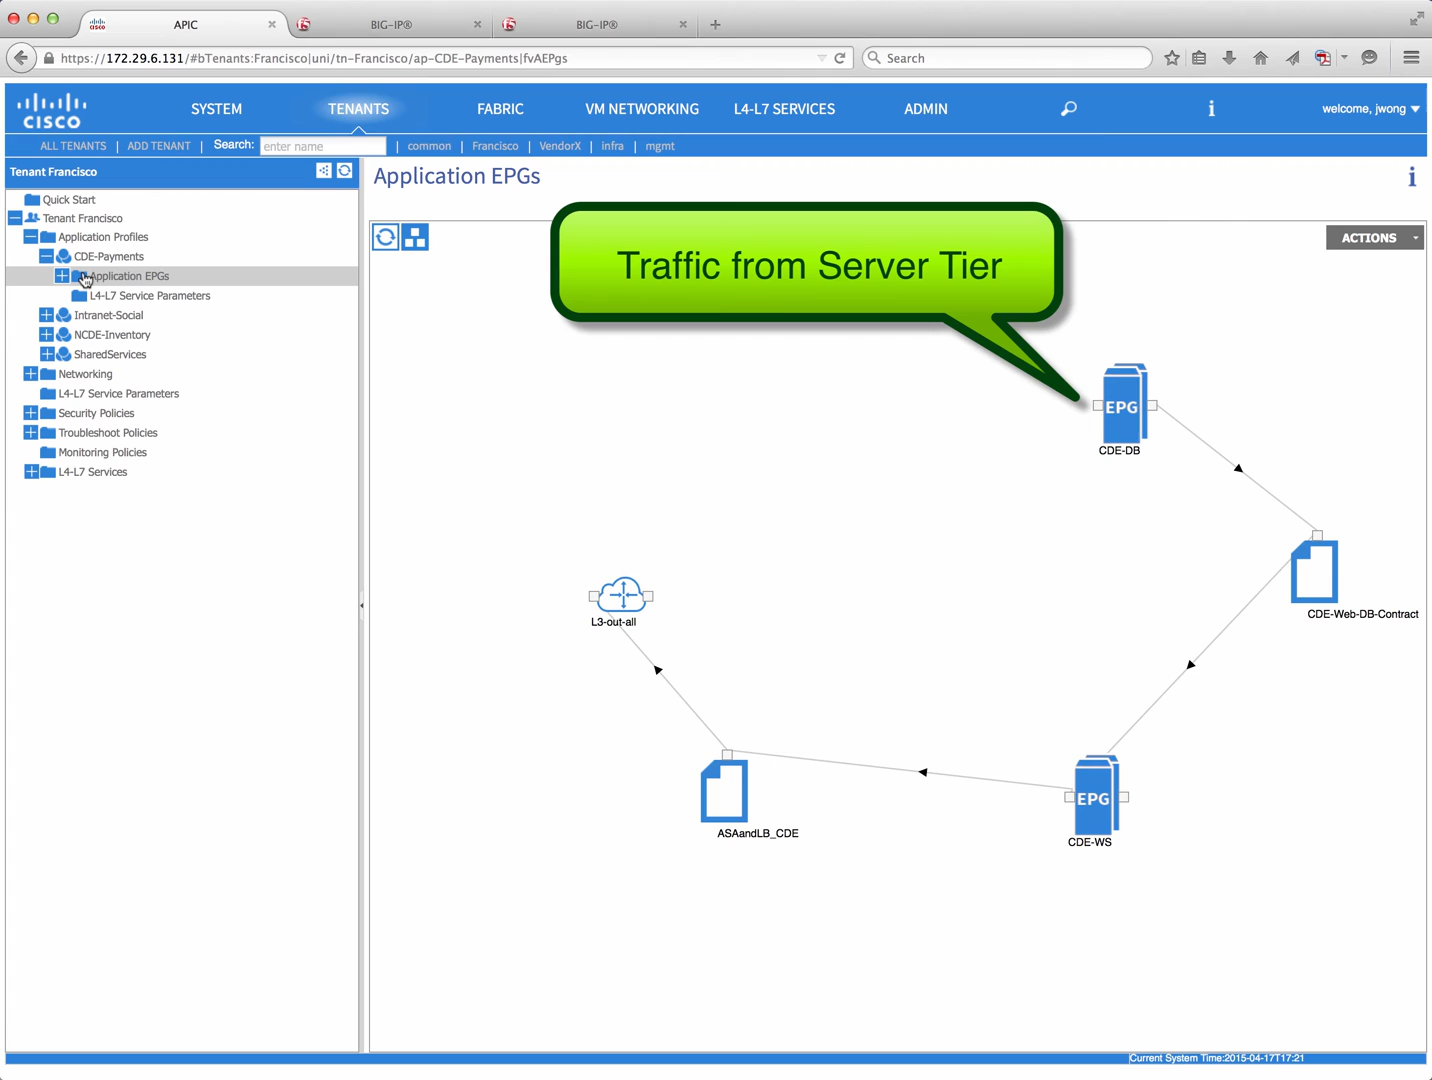 APIC
BIG-IP®
BIG-IP®
https://172.29.6.131/#bTenants:Francisco|uni/tn-Francisco/ap-CDE-Payments|fvAEPgs
Search
CISCO
SYSTEM
TENANTS
FABRIC
VM NETWORKING
L4-L7 SERVICES
ADMIN
i
welcome, jwong
ALL TENANTS | ADD TENANT | Search: enter name | common | Francisco | VendorX | infra | mgmt
Tenant Francisco
Application EPGs
i
Quick Start
Tenant Francisco
Application Profiles
CDE-Payments
Application EPGs
L4-L7 Service Parameters
Intranet-Social
NCDE-Inventory
SharedServices
Networking
L4-L7 Service Parameters
Security Policies
Troubleshoot Policies
Monitoring Policies
L4-L7 Services
ACTIONS
Traffic from Server Tier
EPG
CDE-DB
CDE-Web-DB-Contract
L3-out-all
ASAandLB_CDE
EPG
CDE-WS
Current System Time:2015-04-17T17:21